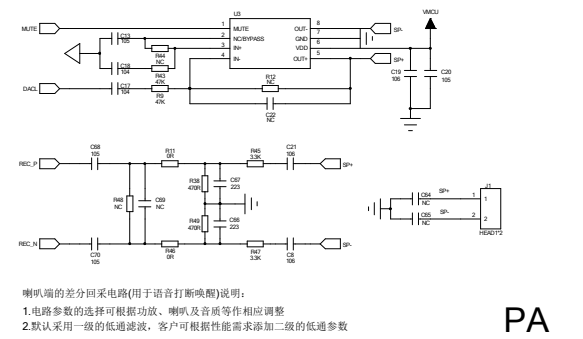 U3
VMCU
MUTE
1 MUTE OUT- 8 SP-
C13
105
2 NC/BYPASS GND 7
3 IN+ VDD 6
4 IN- OUT+ 5 SP+
R44
NC
C18
104
R43
47K
DACL
C17
104
R9
47K
R12
NC
C22
NC
C19
106
C20
105
REC_P
C68
105
R11
0R
R45
3.3K
C21
106
SP+
R48
NC
C69
NC
R38
470R
C67
223
R49
470R
C66
223
REC_N
C70
105
R46
0R
R47
3.3K
C8
106
SP-
C64
NC
SP+
1
C65
NC
SP-
2
J1
1
2
HEAD1*2
喇叭端的差分回采电路(用于语音打断唤醒)说明：
1.电路参数的选择可根据功放、喇叭及音质等作相应调整
2.默认采用一级的低通滤波，客户可根据性能需求添加二级的低通参数
PA